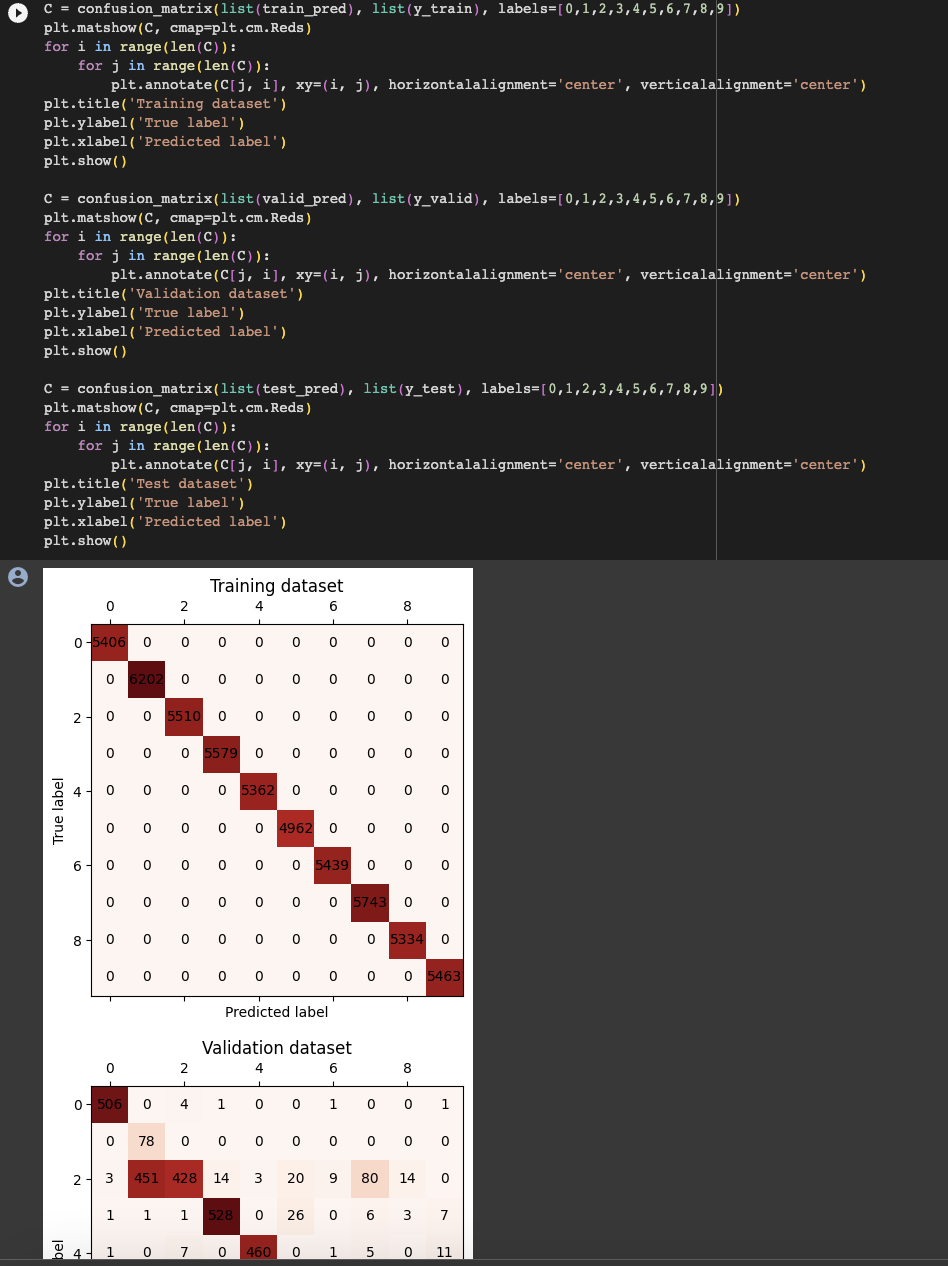 C = confusion_matrix(list(train_pred), list(y_train), labels=[0,1,2,3,4,5,6,7,8,9])
plt.matshow(C, cmap=plt.cm.Reds)
for i in range(len(C)):
    for j in range(len(C)):
        plt.annotate(C[j, i], xy=(i, j), horizontalalignment='center', verticalalignment='center')
plt.title('Training dataset')
plt.ylabel('True label')
plt.xlabel('Predicted label')
plt.show()

C = confusion_matrix(list(valid_pred), list(y_valid), labels=[0,1,2,3,4,5,6,7,8,9])
plt.matshow(C, cmap=plt.cm.Reds)
for i in range(len(C)):
    for j in range(len(C)):
        plt.annotate(C[j, i], xy=(i, j), horizontalalignment='center', verticalalignment='center')
plt.title('Validation dataset')
plt.ylabel('True label')
plt.xlabel('Predicted label')
plt.show()

C = confusion_matrix(list(test_pred), list(y_test), labels=[0,1,2,3,4,5,6,7,8,9])
plt.matshow(C, cmap=plt.cm.Reds)
for i in range(len(C)):
    for j in range(len(C)):
        plt.annotate(C[j, i], xy=(i, j), horizontalalignment='center', verticalalignment='center')
plt.title('Test dataset')
plt.ylabel('True label')
plt.xlabel('Predicted label')
plt.show()

Training dataset
0 2 4 6 8
0 5406 0 0 0 0 0 0 0 0 0
0 6202 0 0 0 0 0 0 0 0
2 0 0 5510 0 0 0 0 0 0 0
0 0 0 5579 0 0 0 0 0 0
4 0 0 0 0 5362 0 0 0 0 0
True label
0 0 0 0 0 4962 0 0 0 0
6 0 0 0 0 0 0 5439 0 0 0
0 0 0 0 0 0 0 5743 0 0
8 0 0 0 0 0 0 0 0 5334 0
0 0 0 0 0 0 0 0 0 5463
Predicted label
Validation dataset
0 2 4 6 8
0 506 0 4 1 0 0 1 0 0 1
0 78 0 0 0 0 0 0 0 0
2 3 451 428 14 3 20 9 80 14 0
1 1 1 528 0 26 0 6 3 7
4 1 0 7 0 460 0 1 5 0 11
bel